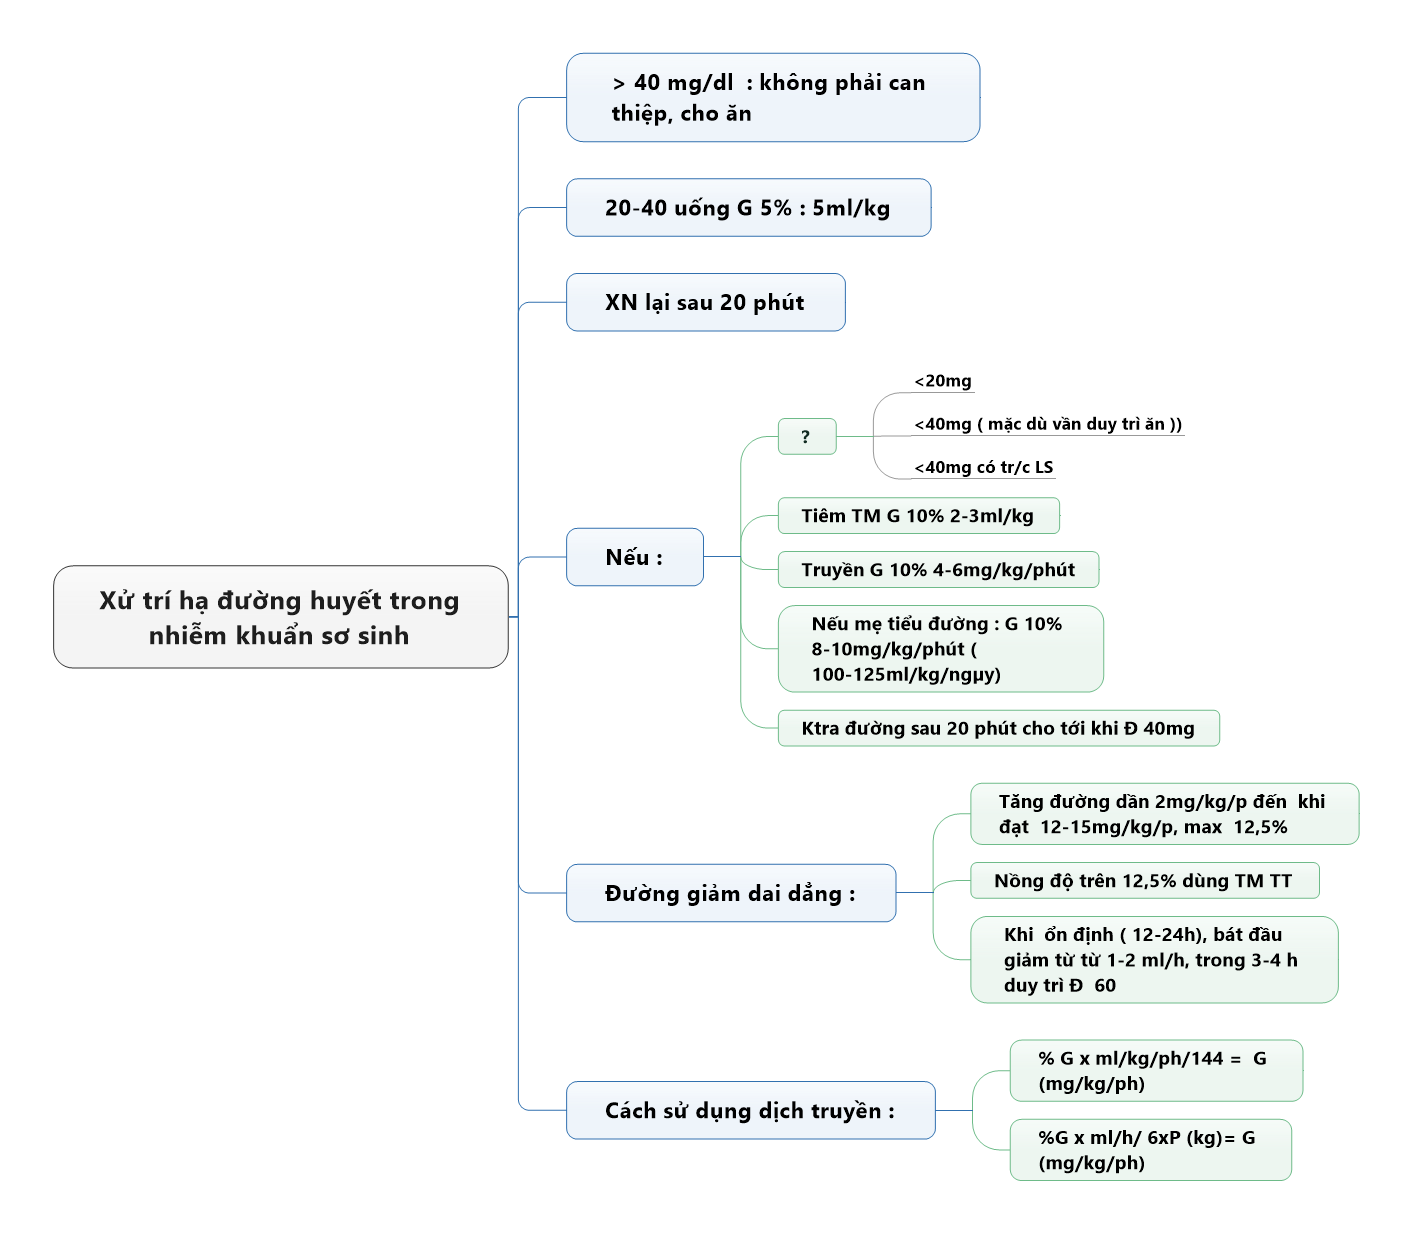 > 40 mg/dl  : không phải can
thiệp, cho ăn
20-40 uống G 5% : 5ml/kg
XN lại sau 20 phút
<20mg
<40mg ( mặc dù vần duy trì ăn ))
?
<40mg có tr/c LS
Tiêm TM G 10% 2-3ml/kg
Nếu :
Truyền G 10% 4-6mg/kg/phút
Xử trí hạ đường huyết trong
nhiễm khuẩn sơ sinh
Nếu mẹ tiểu đường : G 10%
8-10mg/kg/phút (
100-125ml/kg/ngµy)
Ktra đường sau 20 phút cho tới khi Đ 40mg
Đường giảm dai dẳng :
Tăng đường dần 2mg/kg/p đến  khi
đạt  12-15mg/kg/p, max  12,5%
Nồng độ trên 12,5% dùng TM TT
Khi  ổn định ( 12-24h), bát đầu
giảm từ từ 1-2 ml/h, trong 3-4 h
duy trì Đ  60
Cách sử dụng dịch truyền :
% G x ml/kg/ph/144 =  G
(mg/kg/ph)
%G x ml/h/ 6xP (kg)= G
(mg/kg/ph)